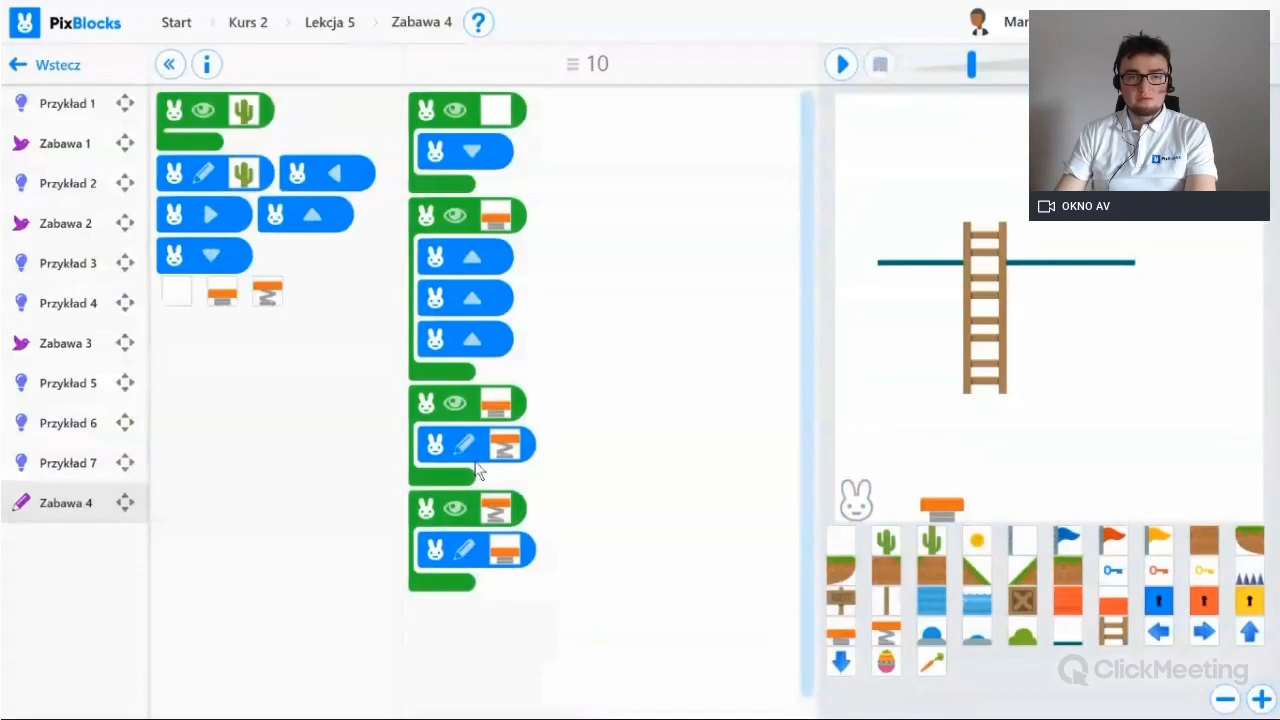 PixBlocks
Start
Kurs 2
Lekcja 5
Zabawa 4
?
Mar
Wstecz
10
Przykład 1
Zabawa 1
Przykład 2
Zabawa 2
Przykład 3
Przykład 4
Zabawa 3
Przykład 5
Przykład 6
Przykład 7
Zabawa 4
PixBlocks
OKNO AV
ClickMeeting